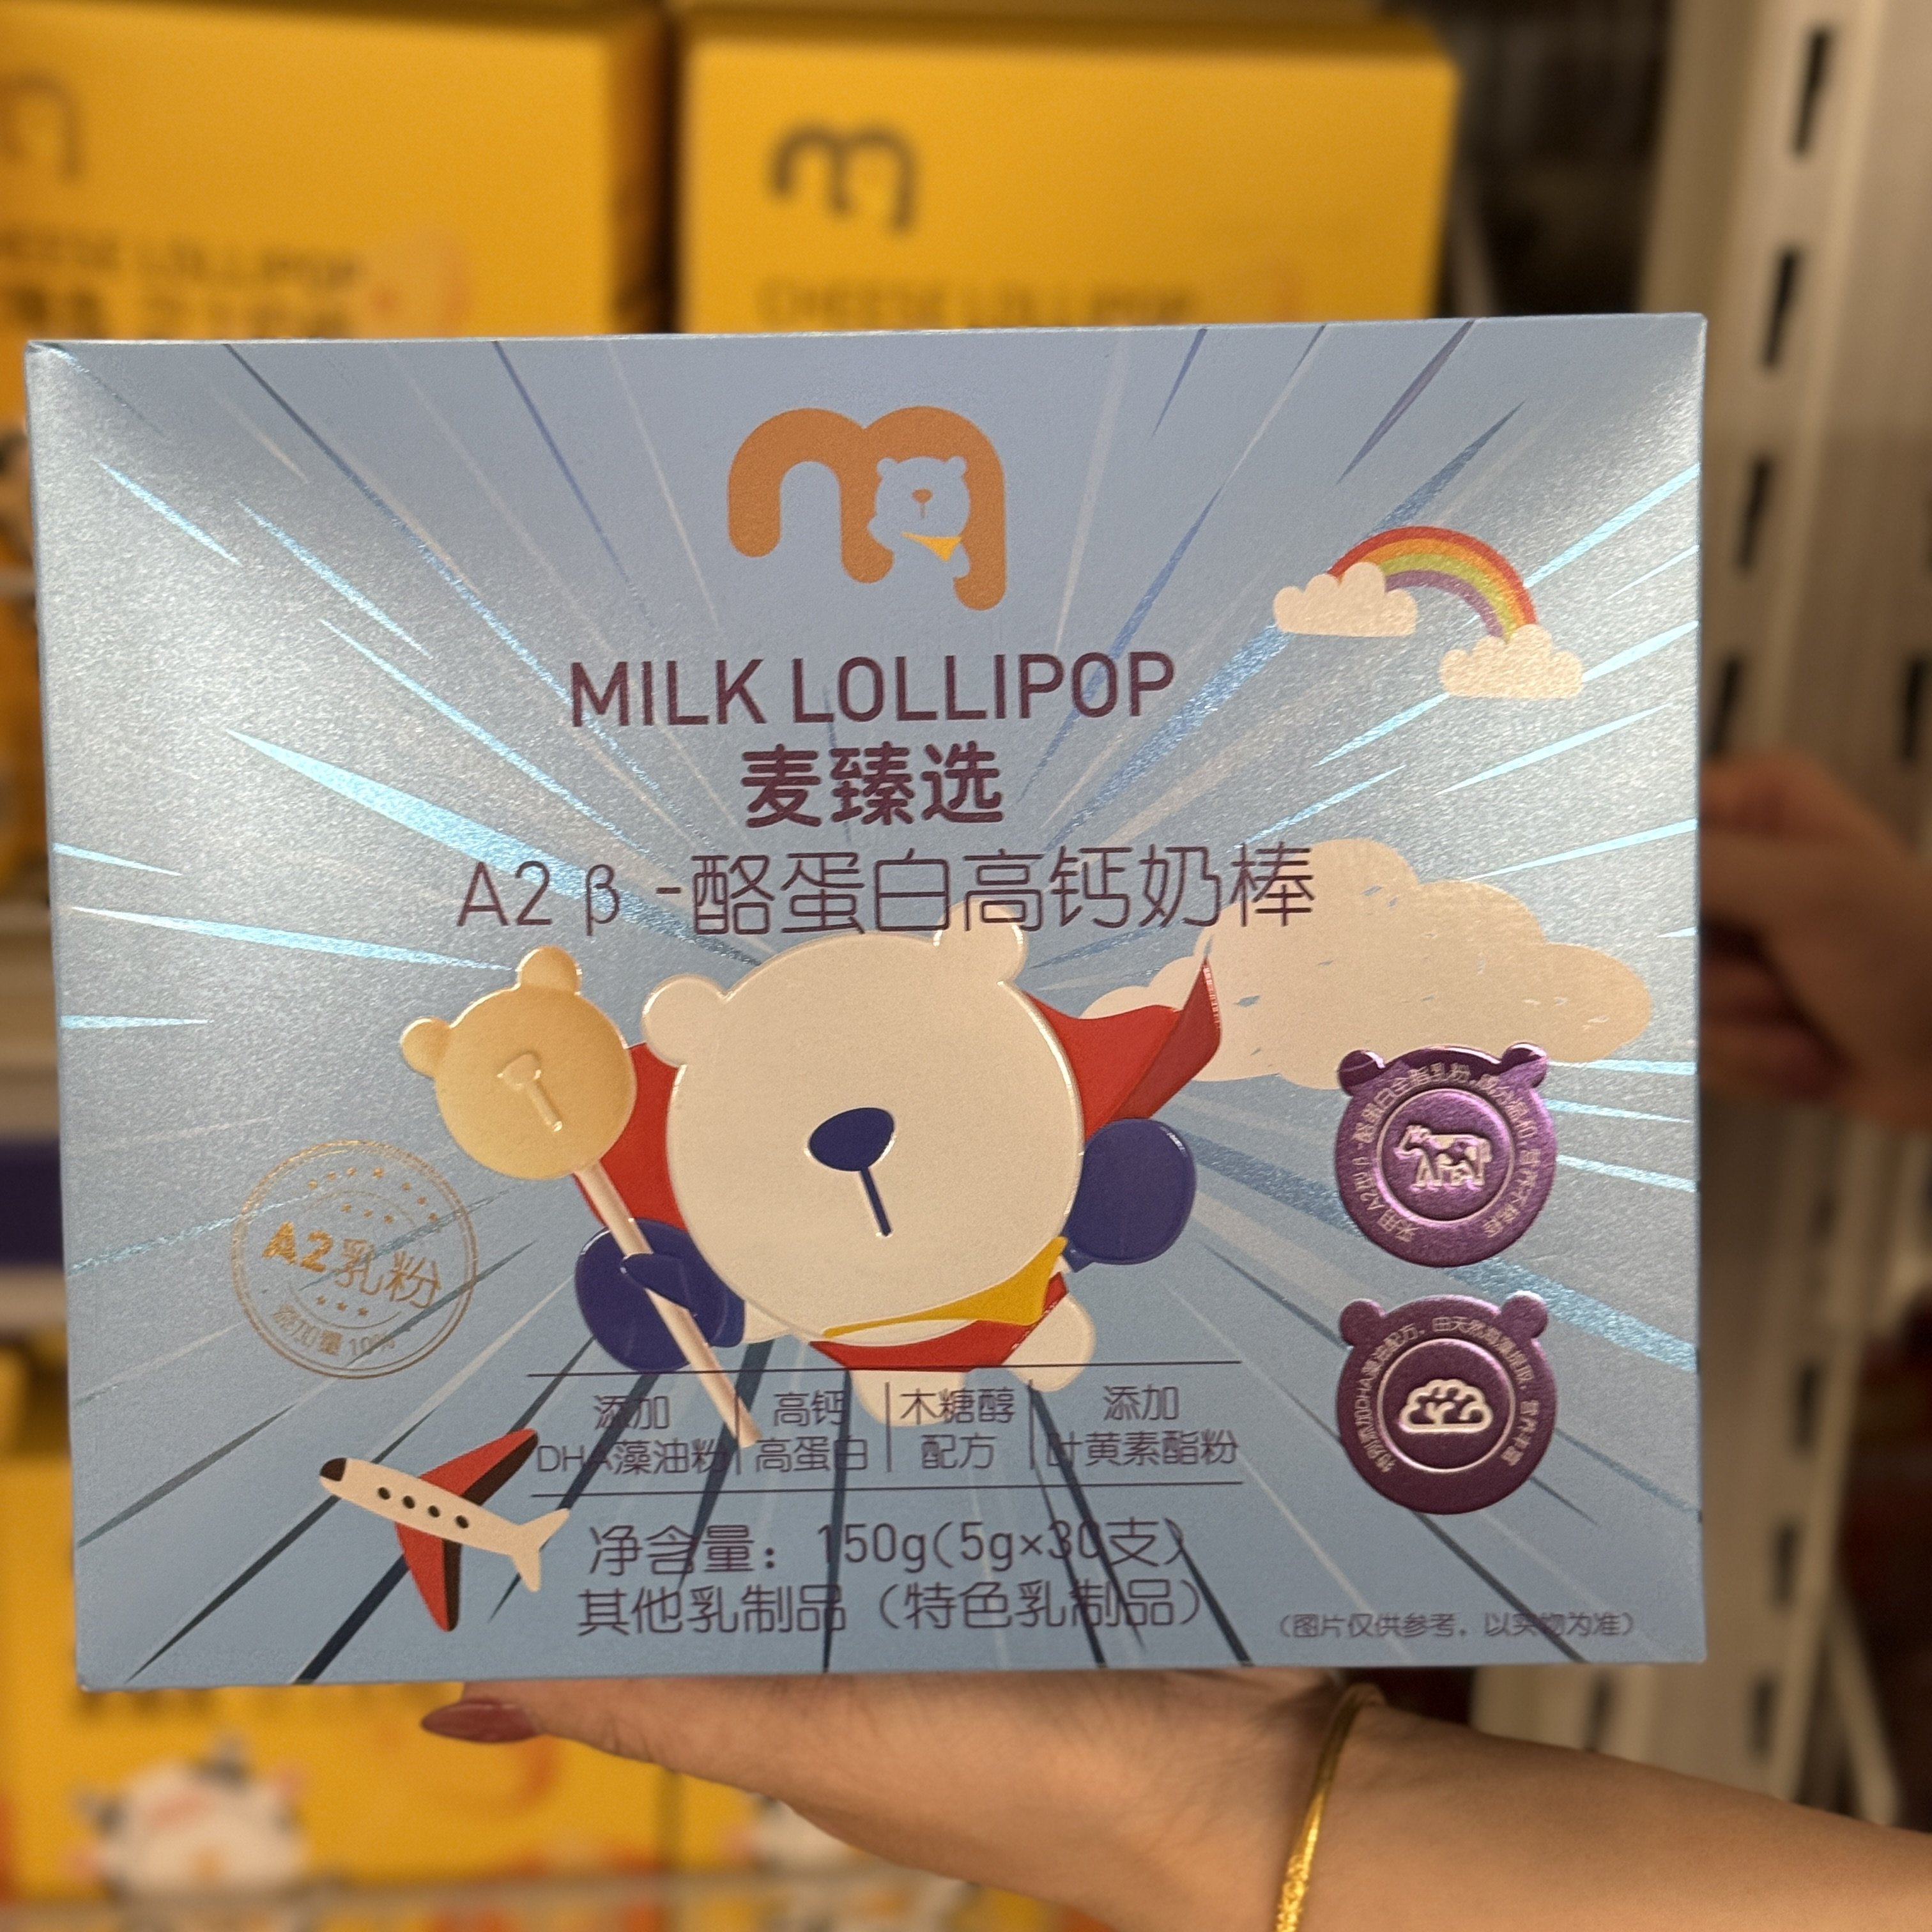 CHEESE LOLLIPOP
MILK LOLLIPOP
麦臻选
A2 β-酪蛋白高钙奶棒
A2乳粉
添加量 10%
添加
DHA藻油粉
高钙
高蛋白
木糖醇
配方
添加
叶黄素酯粉
净含量：150g(5g×30支)
其他乳制品（特色乳制品）
（图片仅供参考，以实物为准）